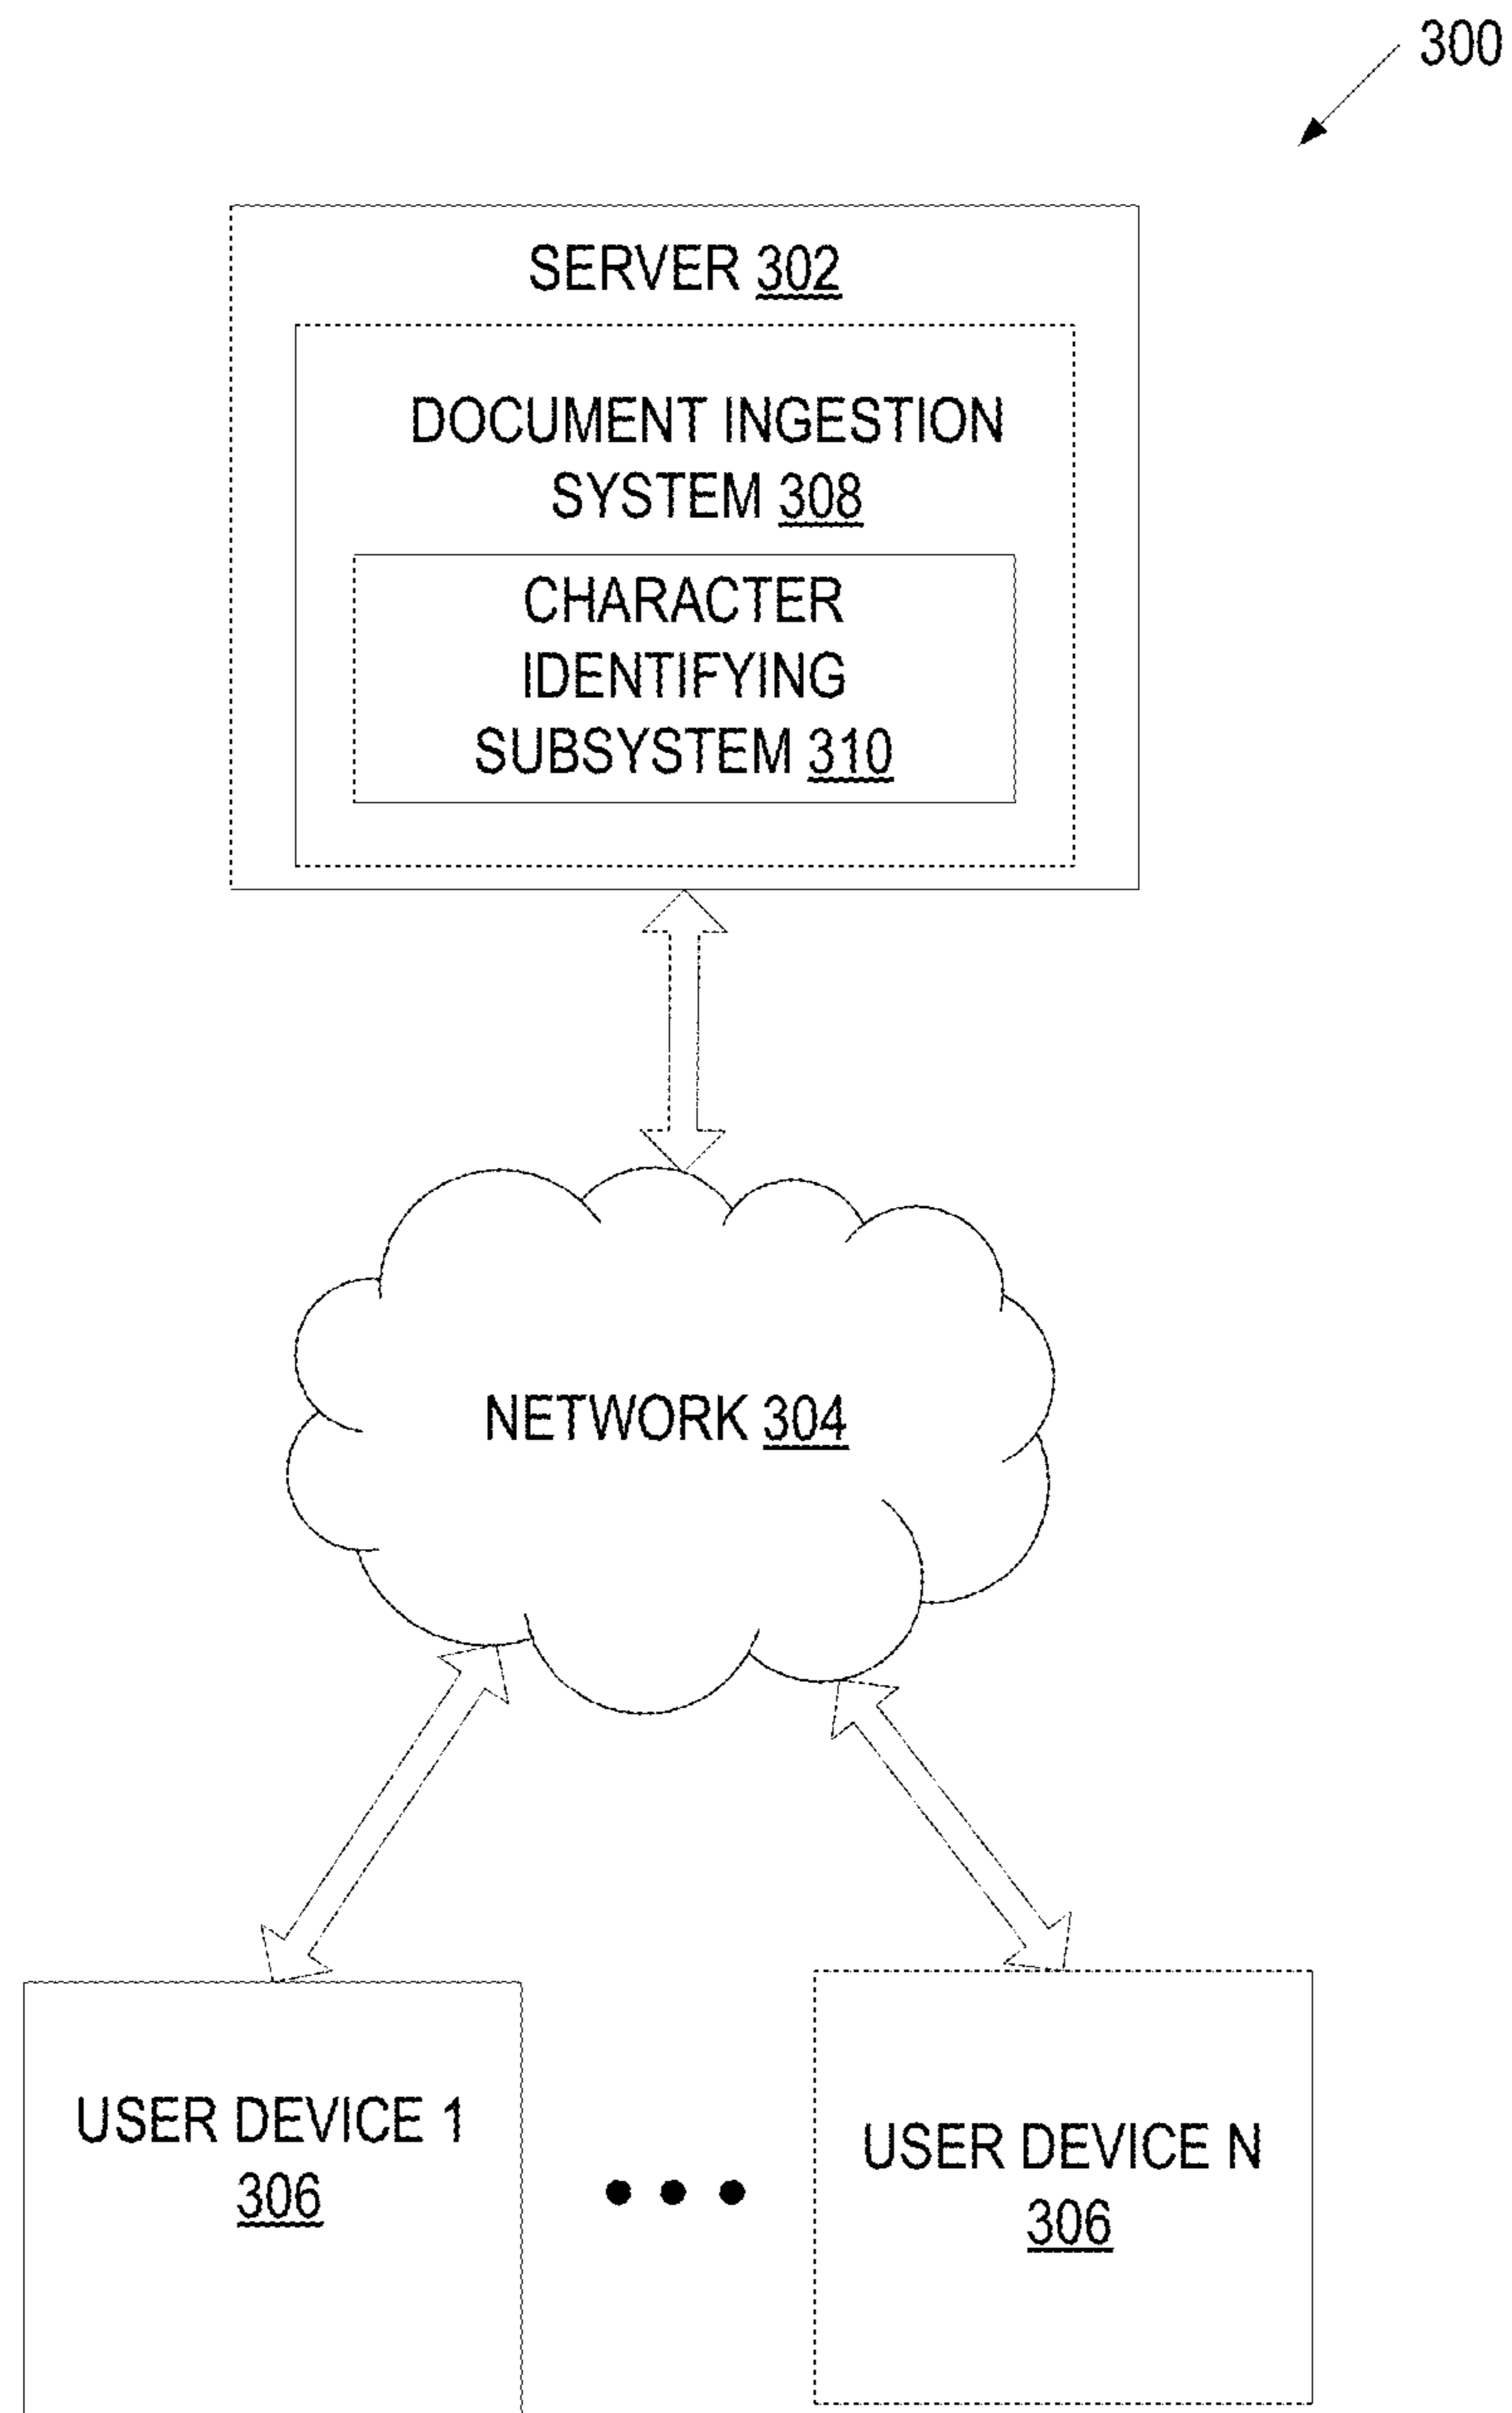 300
SERVER 302
DOCUMENT INGESTION
SYSTEM 308
CHARACTER
IDENTIFYING
SUBSYSTEM 310
NETWORK 304
USER DEVICE 1
306
USER DEVICE N
306